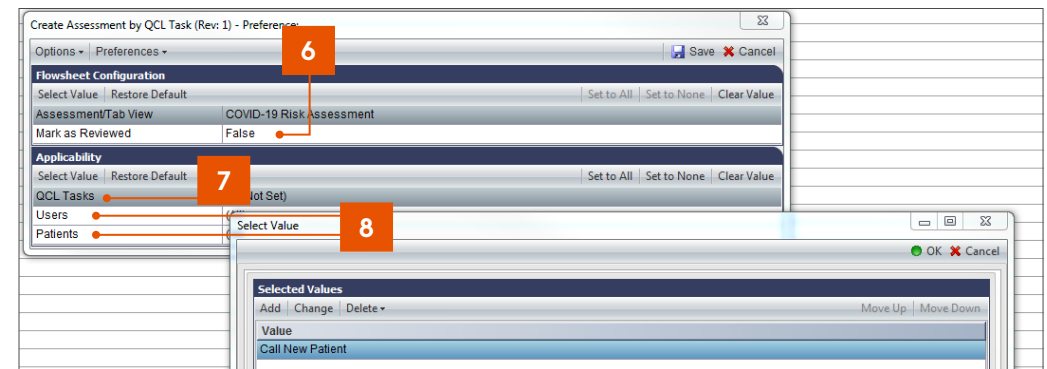 Create Assessment by QCL Task (Rev: 1) - Preference:
6
Options Preferences Save Cancel
Flowsheet Configuration
Select Value Restore Default Set to All Set to None Clear Value
Assessment/Tab View COVID-19 Risk Assessment
Mark as Reviewed False
Applicability
Select Value Restore Default Set to All Set to None Clear Value
7
QCL Tasks Not Set)
Users
8
Patients
Select Value
OK Cancel
Selected Values
Add Change Delete Move Up Move Down
Value
Call New Patient